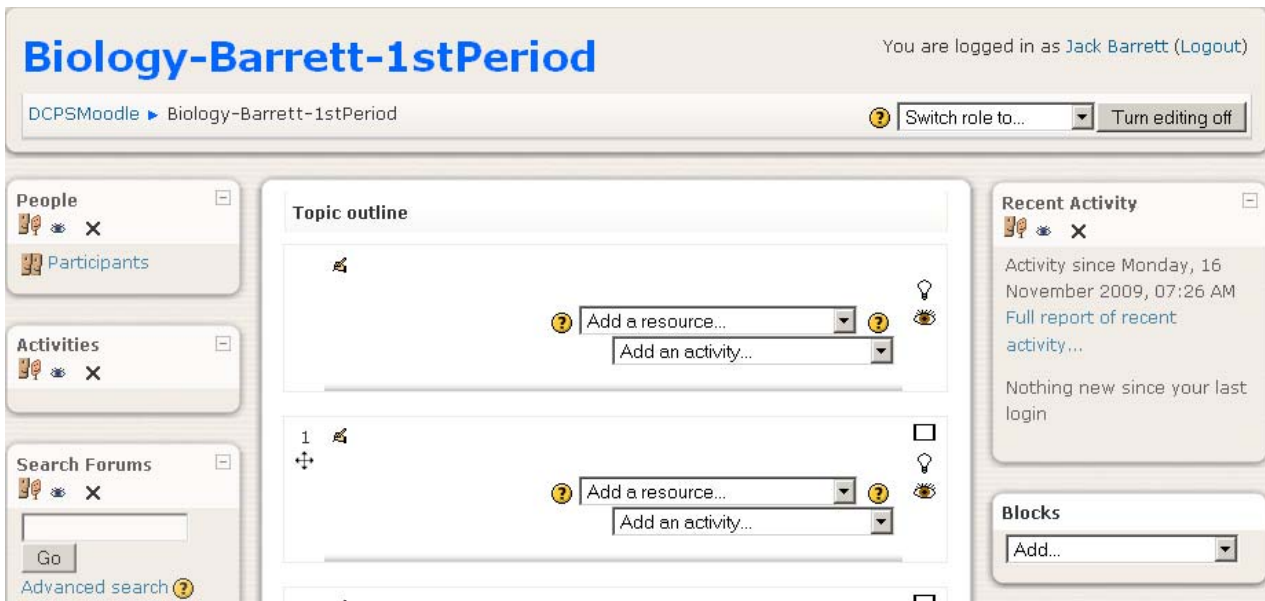 Biology-Barrett-1stPeriod
You are logged in as Jack Barrett (Logout)
DCPSMoodle ► Biology-Barrett-1stPeriod
Switch role to...
Turn editing off
People
Participants
Activities
Search Forums
Go
Advanced search
Topic outline
Add a resource...
Add an activity...
1
Add a resource...
Add an activity...
Recent Activity
Activity since Monday, 16
November 2009, 07:26 AM
Full report of recent
activity...
Nothing new since your last
login
Blocks
Add...